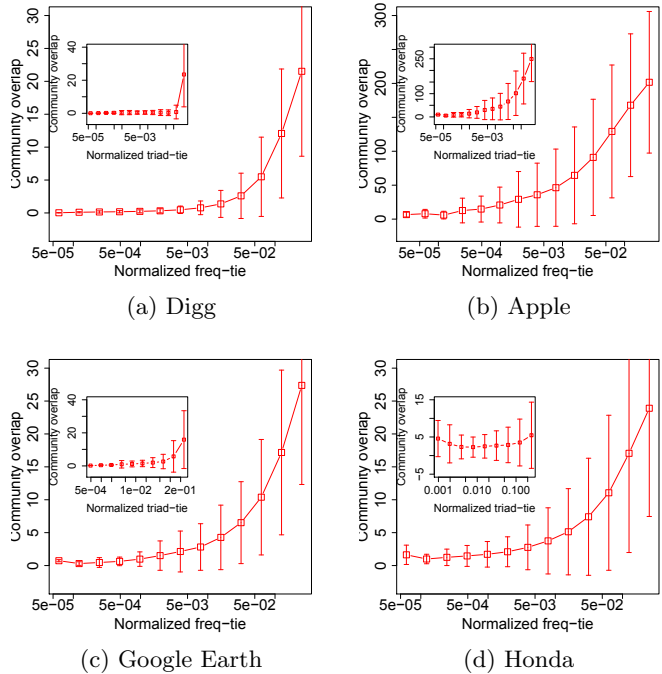 30
25
20
15
10
5
0
Community overlap
40
20
0
Community overlap
5e−05
5e−03
Normalized triad−tie
5e−05
5e−04
5e−03
5e−02
Normalized freq−tie
(a) Digg
300
200
100
50
0
Community overlap
250
150
50
0
Community overlap
5e−05
5e−03
Normalized triad−tie
5e−05
5e−04
5e−03
5e−02
Normalized freq−tie
(b) Apple
30
25
20
15
10
5
0
Community overlap
40
20
0
Community overlap
5e−04
1e−02
2e−01
Normalized triad−tie
5e−05
5e−04
5e−03
5e−02
Normalized freq−tie
(c) Google Earth
30
25
20
15
10
5
0
Community overlap
15
5
−5
Community overlap
0.001
0.010
0.100
Normalized triad−tie
5e−05
5e−04
5e−03
5e−02
Normalized freq−tie
(d) Honda